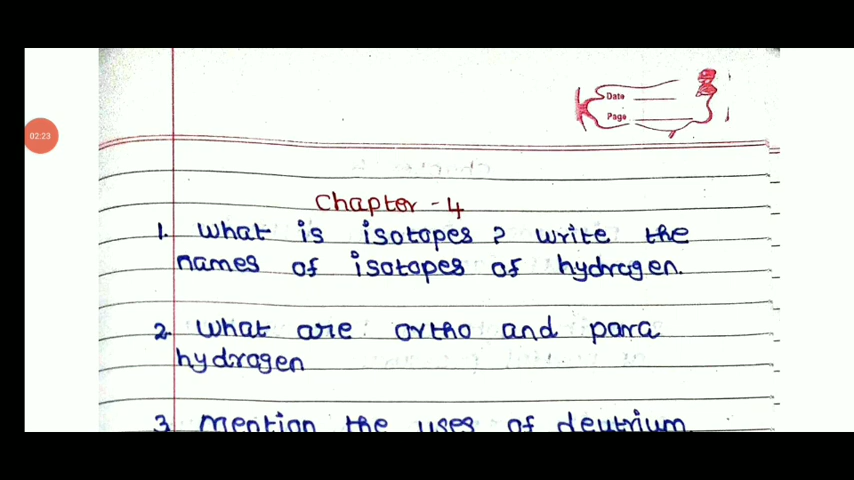 Date
Page
02:23
Chapter - 4
1. What is isotopes ? write the
names of isotopes of hydrogen.
2. What are ortho and para
hydrogen
3. Mention the uses of deutrium